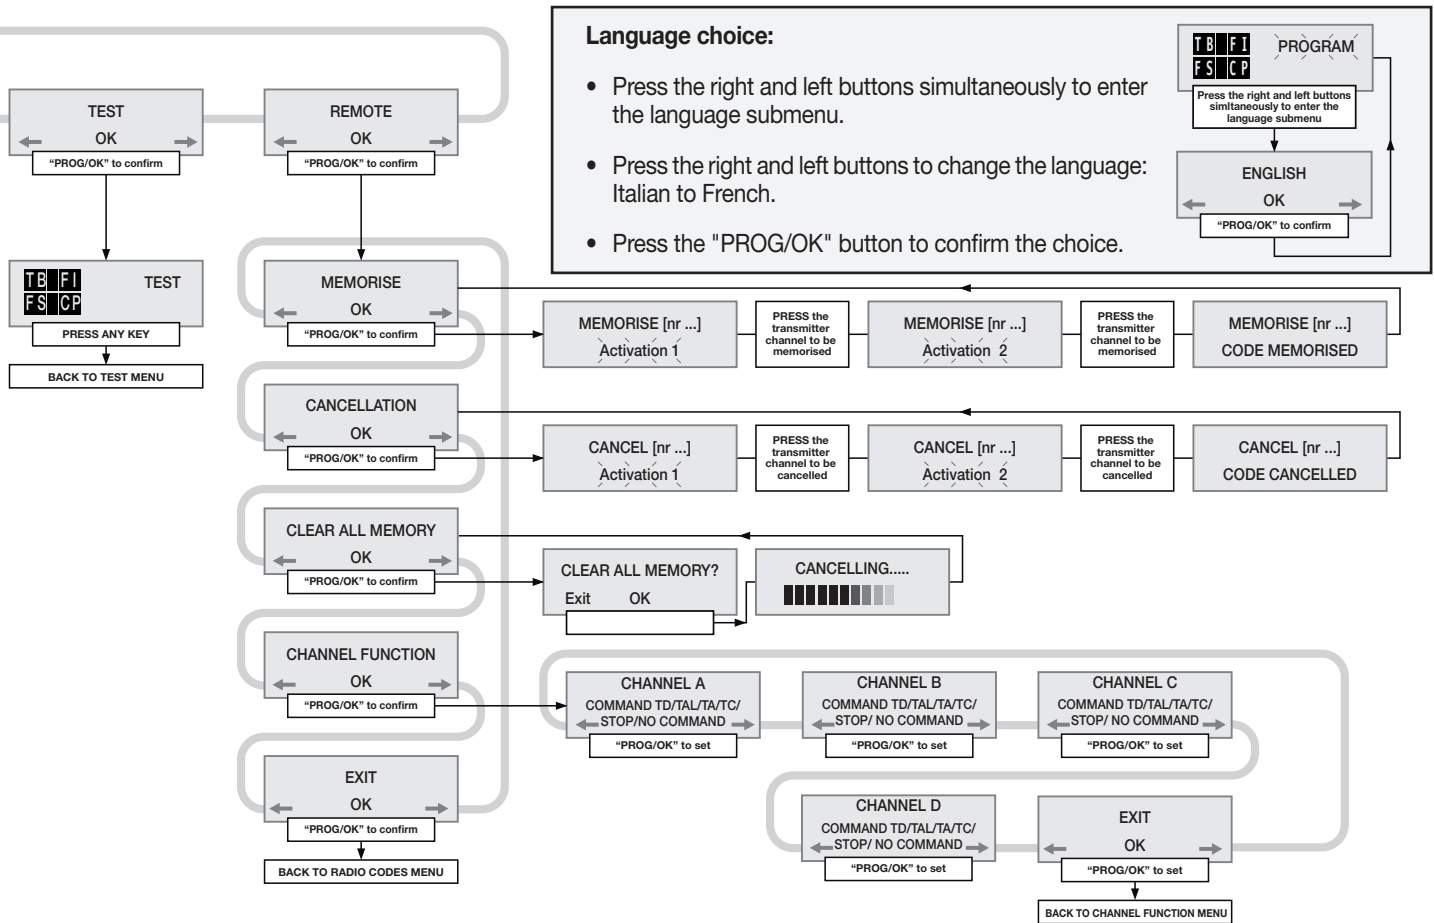 Language choice:
• Press the right and left buttons simultaneously to enter
the language submenu.
• Press the right and left buttons to change the language:
Italian to French.
• Press the "PROG/OK" button to confirm the choice.
TB FI
FS CP
PROGRAM
Press the right and left buttons
simltaneously to enter the
language submenu
ENGLISH
OK
“PROG/OK” to confirm
TEST
OK
“PROG/OK” to confirm
TB FI
FS CP
TEST
PRESS ANY KEY
BACK TO TEST MENU
REMOTE
OK
“PROG/OK” to confirm
MEMORISE
OK
“PROG/OK” to confirm
MEMORISE [nr ...]
Activation 1
PRESS the
transmitter
channel to be
memorised
MEMORISE [nr ...]
Activation 2
PRESS the
transmitter
channel to be
memorised
MEMORISE [nr ...]
CODE MEMORISED
CANCELLATION
OK
“PROG/OK” to confirm
CANCEL [nr ...]
Activation 1
PRESS the
transmitter
channel to be
cancelled
CANCEL [nr ...]
Activation 2
PRESS the
transmitter
channel to be
cancelled
CANCEL [nr ...]
CODE CANCELLED
CLEAR ALL MEMORY
OK
“PROG/OK” to confirm
CLEAR ALL MEMORY?
Exit OK
CANCELLING.....
CHANNEL FUNCTION
OK
“PROG/OK” to confirm
CHANNEL A
COMMAND TD/TAL/TA/TC/
STOP/NO COMMAND
“PROG/OK” to set
CHANNEL B
COMMAND TD/TAL/TA/TC/
STOP/ NO COMMAND
“PROG/OK” to set
CHANNEL C
COMMAND TD/TAL/TA/TC/
STOP/ NO COMMAND
“PROG/OK” to set
CHANNEL D
COMMAND TD/TAL/TA/TC/
STOP/ NO COMMAND
“PROG/OK” to set
EXIT
OK
“PROG/OK” to set
BACK TO CHANNEL FUNCTION MENU
EXIT
OK
“PROG/OK” to confirm
BACK TO RADIO CODES MENU